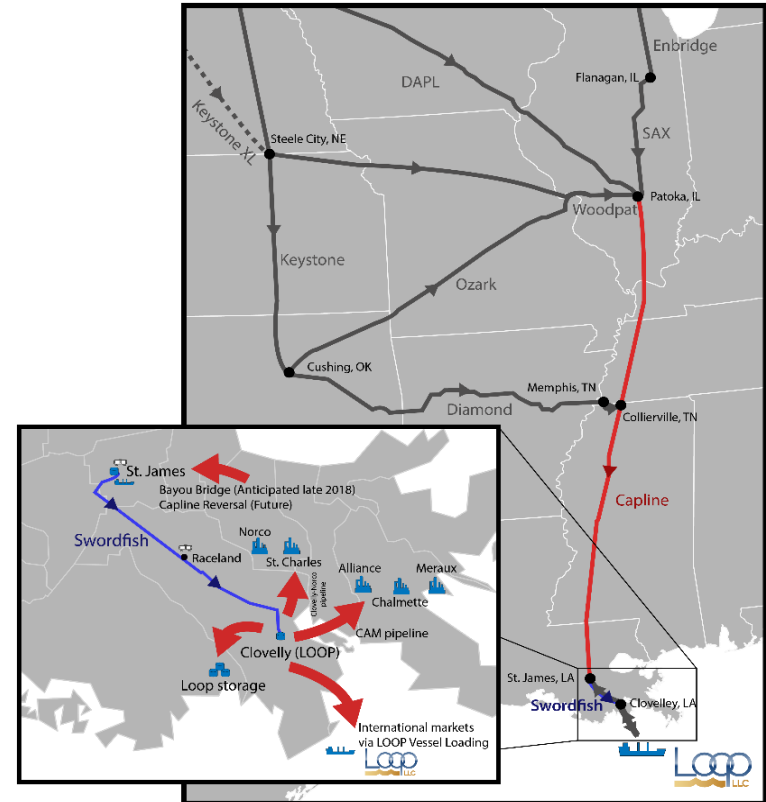 Enbridge
Flanagan, IL
DAPL
Keystone XL
SAX
Steele City, NE
Patoka, IL
Woodpat
Keystone
Ozark
Cushing, OK
Memphis, TN
Diamond
Collierville, TN
Capline
St. James, LA
Swordfish
Clovelley, LA
LOOP
LLC
St. James
Bayou Bridge (Anticipated late 2018)
Capline Reversal (Future)
Swordfish
Raceland
Norco
St. Charles
Clovelly-Norco
pipeline
Alliance
Meraux
Chalmette
CAM pipeline
Clovelly (LOOP)
Loop storage
International markets
via LOOP Vessel Loading
LOOP
LLC